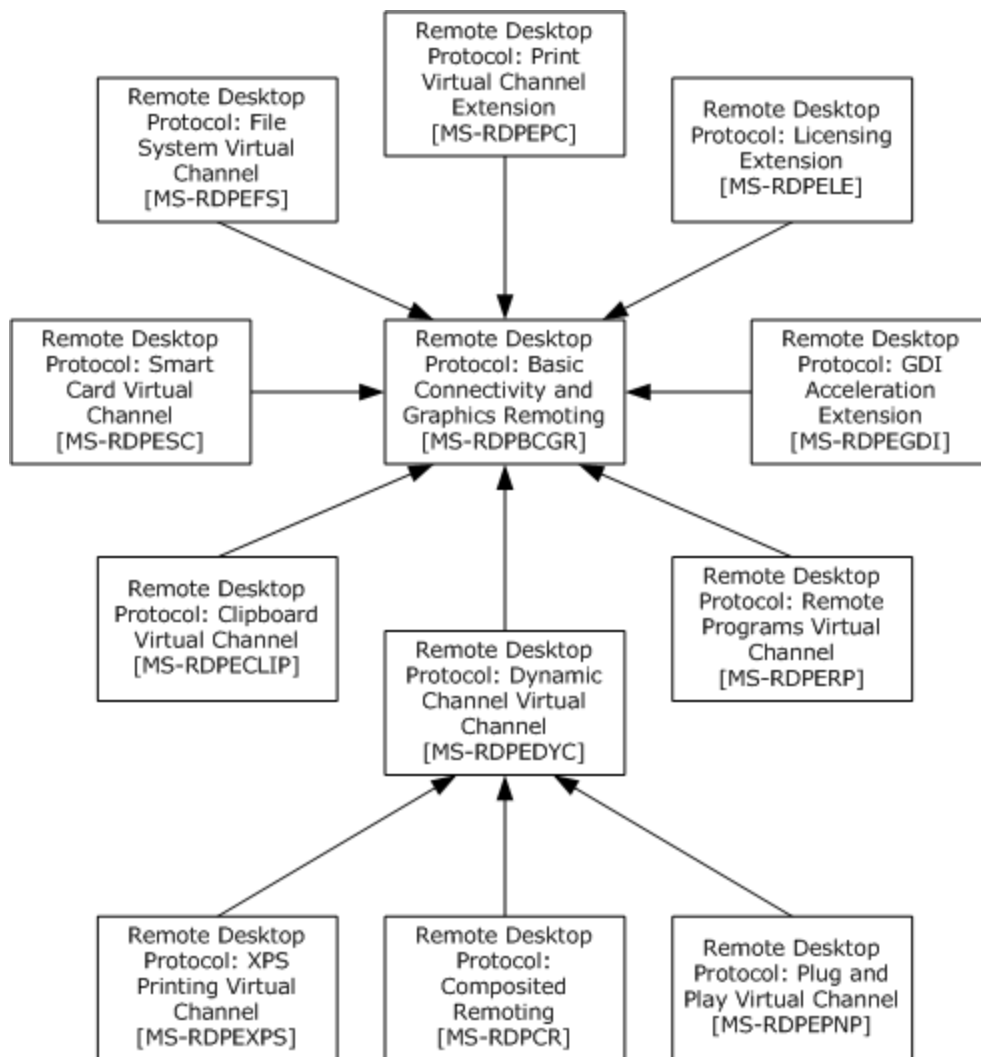 Remote Desktop
Protocol: Print
Virtual Channel
Extension
[MS-RDPEPC]
Remote Desktop
Protocol: File
System Virtual
Channel
[MS-RDPEFS]
Remote Desktop
Protocol: Licensing
Extension
[MS-RDPELE]
Remote Desktop
Protocol: Smart
Card Virtual
Channel
[MS-RDPESC]
Remote Desktop
Protocol: Basic
Connectivity and
Graphics Remoting
[MS-RDPBCGR]
Remote Desktop
Protocol: GDI
Acceleration
Extension
[MS-RDPEGDI]
Remote Desktop
Protocol: Clipboard
Virtual Channel
[MS-RDPECLIP]
Remote Desktop
Protocol: Dynamic
Channel Virtual
Channel
[MS-RDPEDYC]
Remote Desktop
Protocol: Remote
Programs Virtual
Channel
[MS-RDPERP]
Remote Desktop
Protocol: XPS
Printing Virtual
Channel
[MS-RDPEXPS]
Remote Desktop
Protocol:
Composited
Remoting
[MS-RDPCR]
Remote Desktop
Protocol: Plug and
Play Virtual Channel
[MS-RDPEPNP]